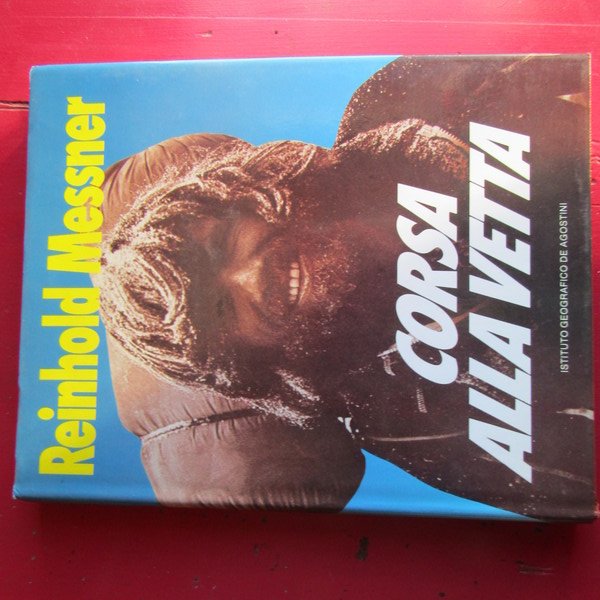 Reinhold Messner
CORSA
ALLA VETTA
ISTITUTO GEOGRAFICO DE AGOSTINI